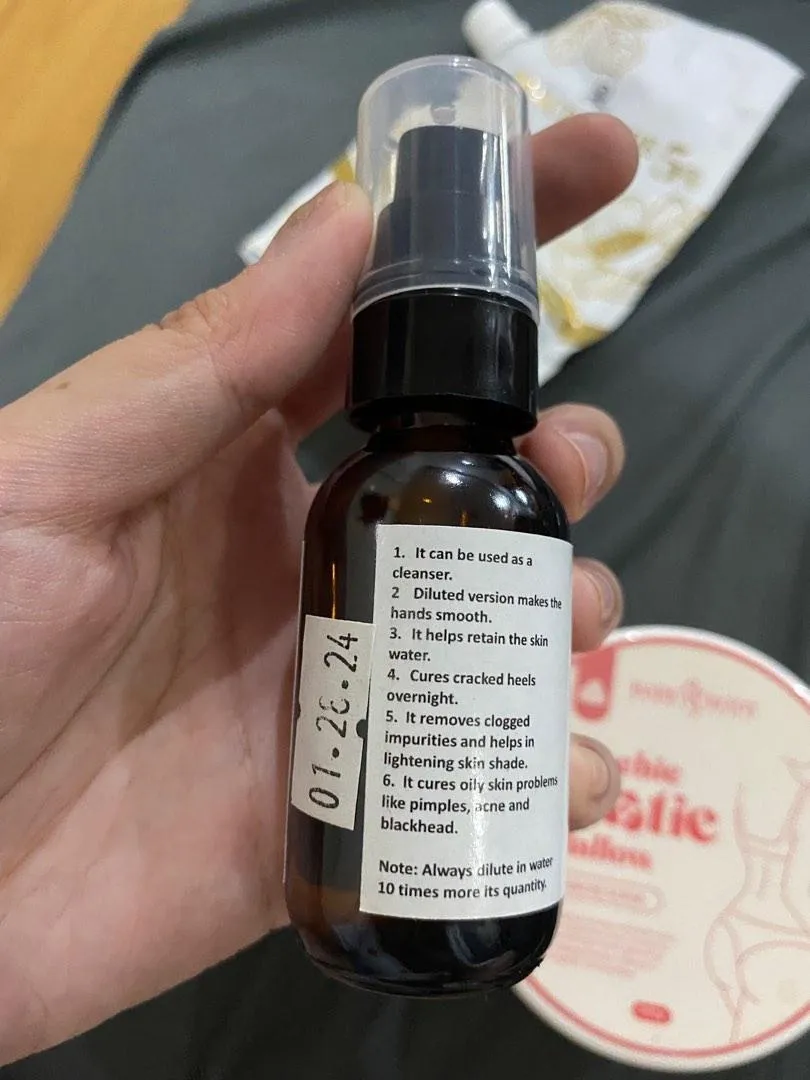 1. It can be used as a
cleanser.
2 Diluted version makes the
hands smooth.
3. It helps retain the skin
water.
4. Cures cracked heels
overnight.
5. It removes clogged
impurities and helps in
lightening skin shade.
6. It cures oily skin problems
like pimples, acne and
blackhead.
Note: Always dilute in water
10 times more its quantity.
01.28.24